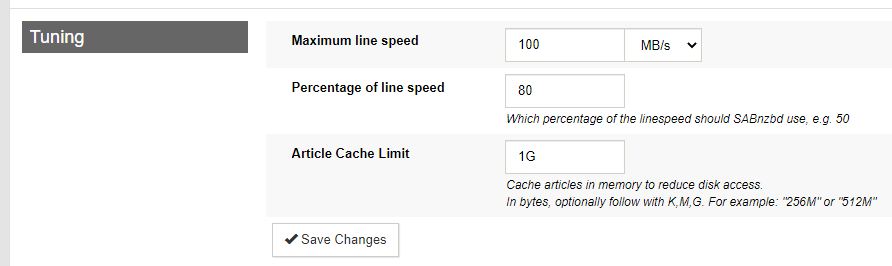 Tuning
Maximum line speed
100 MB/s
Percentage of line speed
80
Which percentage of the linespeed should SABnzbd use, e.g. 50
Article Cache Limit
1G
Cache articles in memory to reduce disk access.
In bytes, optionally follow with K,M,G. For example: "256M" or "512M"
Save Changes